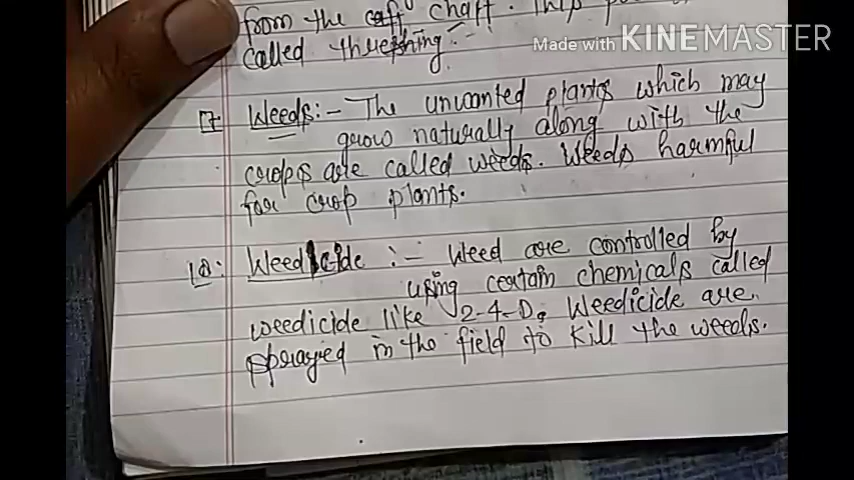 from the chaff. This
called threshing.
Made with KINEMASTER
7 Weeds:- The unwanted plants which may
grow naturally along with the
crops are called weeds. Weeds harmful
for crop plants.
8: Weedicide :- Weed are controlled by
using certain chemicals called
weedicide like 2-4-D. Weedicide are
sprayed in the field to kill the weeds.